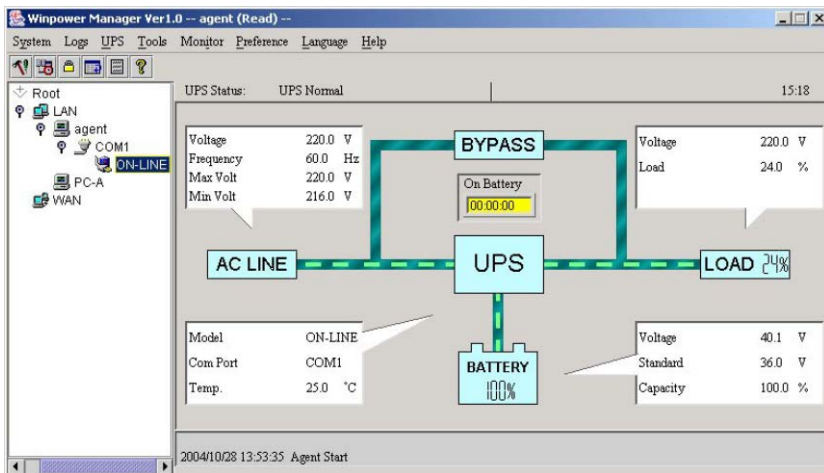 Winpower Manager Ver1.0 -- agent (Read) --
System Logs UPS Tools Monitor Preference Language Help
Root
LAN
agent
COM1
ON-LINE
PC-A
WAN
UPS Status: UPS Normal 15:18
Voltage 220.0 V
Frequency 60.0 Hz
Max Volt 220.0 V
Min Volt 216.0 V
BYPASS
On Battery
00:00:00
Voltage 220.0 V
Load 24.0 %
AC LINE
UPS
LOAD 24%
Model ON-LINE
Com Port COM1
Temp. 25.0 °C
BATTERY
100%
Voltage 40.1 V
Standard 36.0 V
Capacity 100.0 %
2004/10/28 13:53:35 Agent Start